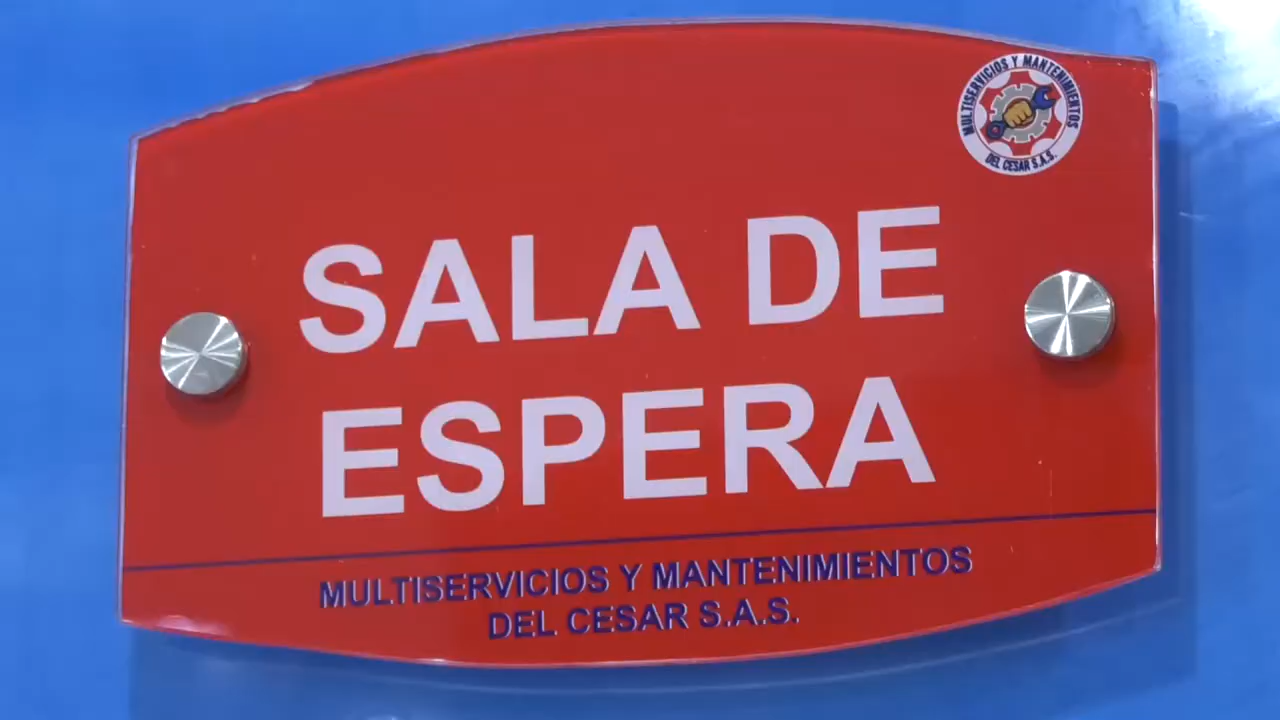 MULTISERVICIOS Y MANTENIMIENTOS
DEL CESAR S.A.S.
SALA DE
ESPERA
MULTISERVICIOS Y MANTENIMIENTOS
DEL CESAR S.A.S.